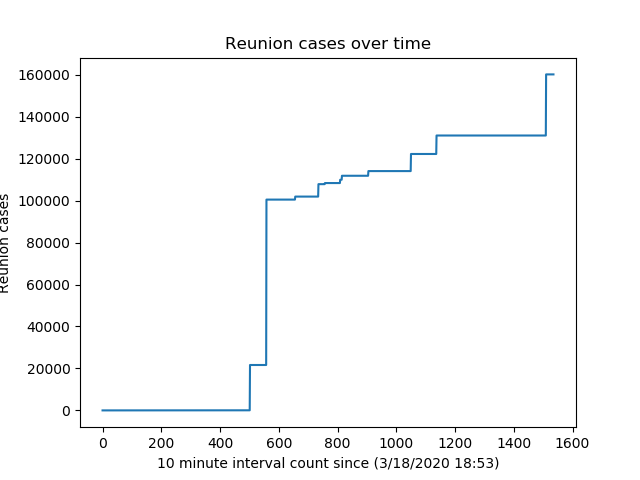 Reunion cases over time
160000
140000
120000
100000
80000
60000
40000
20000
0
Reunion cases
0 200 400 600 800 1000 1200 1400 1600
10 minute interval count since (3/18/2020 18:53)